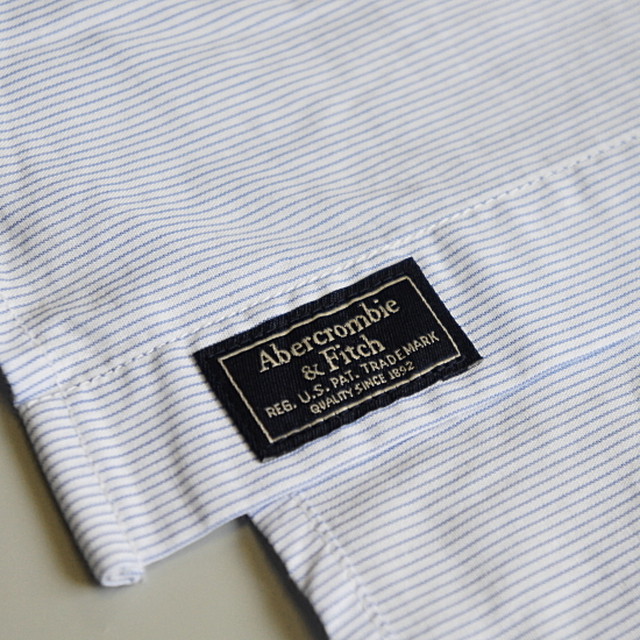 Abercrombie
& Fitch
REG. U.S. PAT. TRADEMARK
QUALITY SINCE 1892